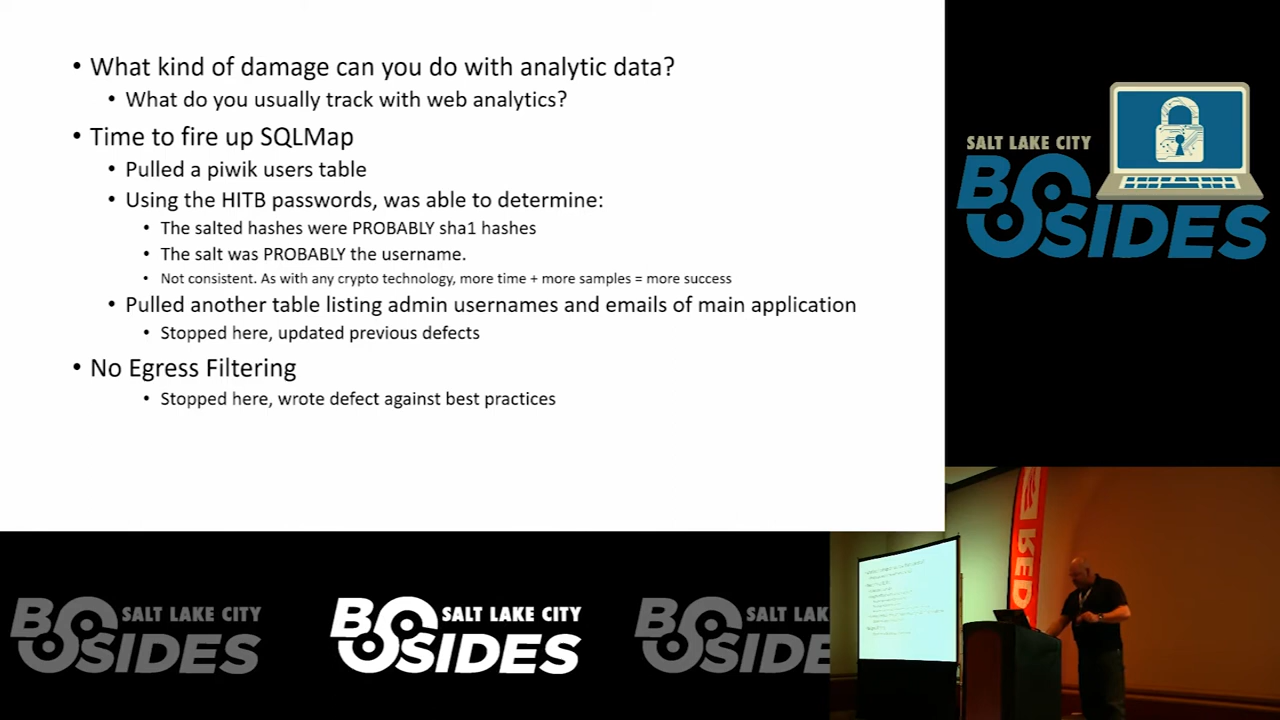 • What kind of damage can you do with analytic data?
• What do you usually track with web analytics?
• Time to fire up SQLMap
• Pulled a piwik users table
• Using the HITB passwords, was able to determine:
• The salted hashes were PROBABLY sha1 hashes
• The salt was PROBABLY the username.
• Not consistent. As with any crypto technology, more time + more samples = more success
• Pulled another table listing admin usernames and emails of main application
• Stopped here, updated previous defects
• No Egress Filtering
• Stopped here, wrote defect against best practices
SALT LAKE CITY
BSIDES
RED
SALT LAKE CITY
BSIDES
SALT LAKE CITY
BSIDES
SALT LAK
BSIDE